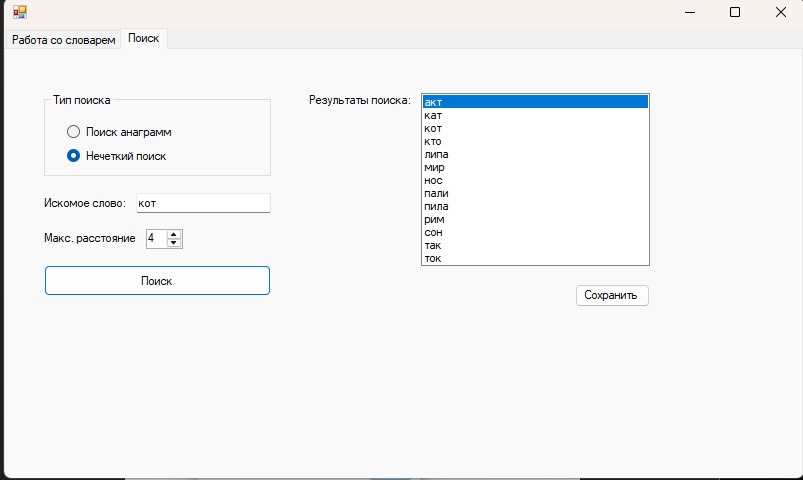 Работа со словарем
Поиск
Тип поиска
Поиск анаграмм
Нечеткий поиск
Искомое слово: кот
Макс. расстояние 4
Поиск
Результаты поиска:
акт
кат
кот
кто
липа
мир
нос
пали
пила
рим
сон
так
ток
Сохранить